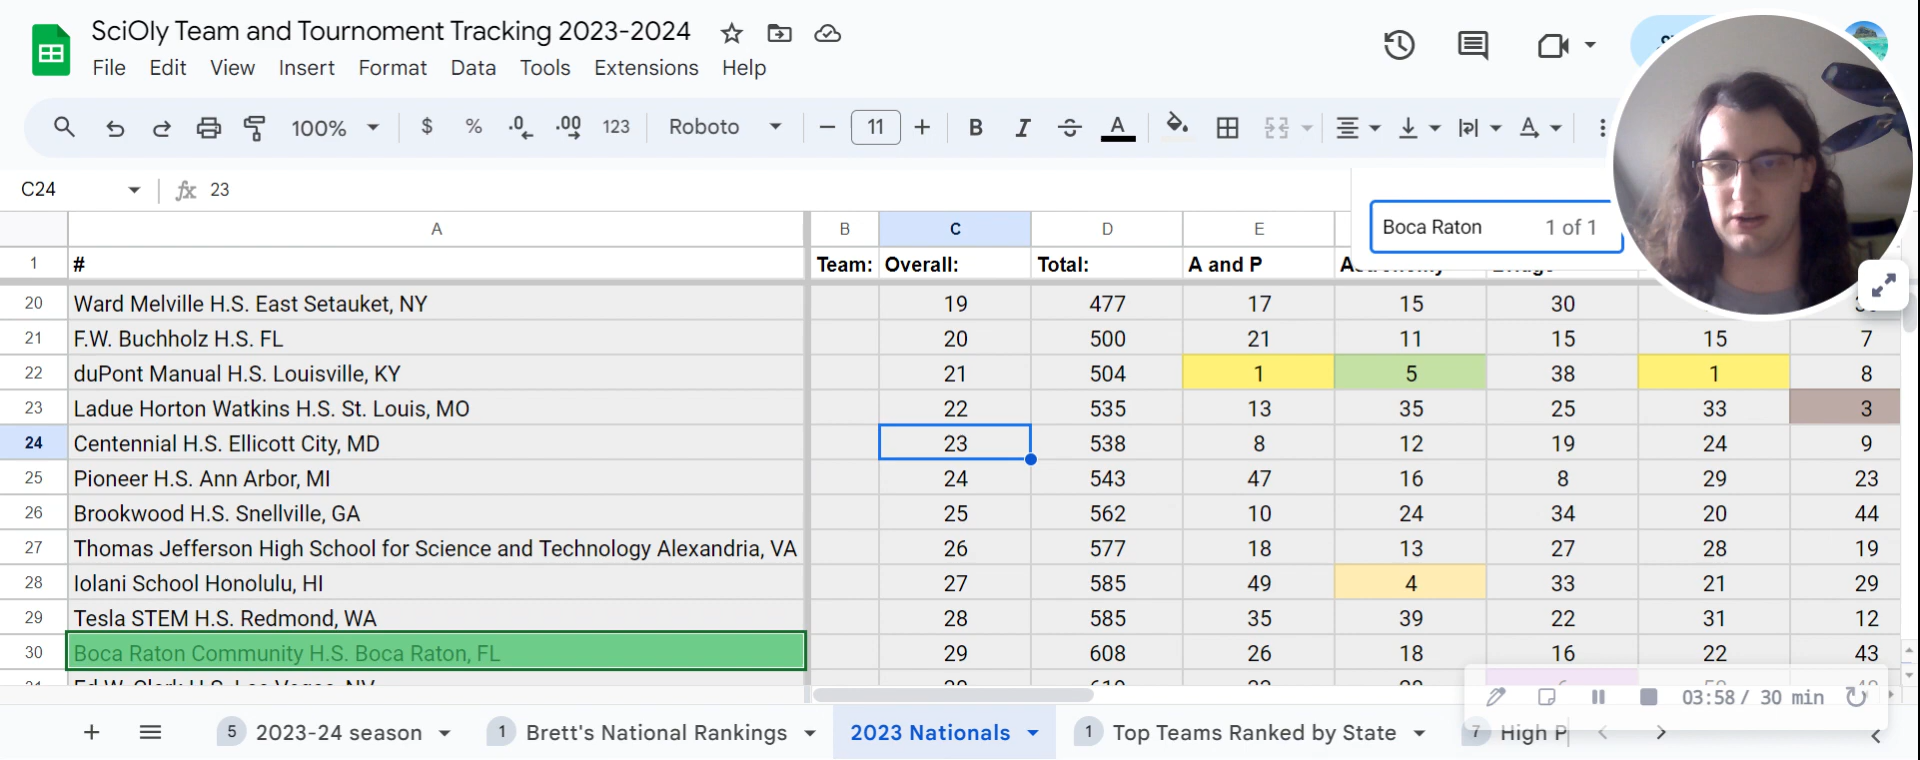 SciOly Team and Tournoment Tracking 2023-2024
File Edit View Insert Format Data Tools Extensions Help
100% $ % .0 .00 123 Roboto 11 B I A A
C24 fx 23
Boca Raton 1 of 1
A B C D E
1 # Team: Overall: Total: A and P
20 Ward Melville H.S. East Setauket, NY 19 477 17 15 30
21 F.W. Buchholz H.S. FL 20 500 21 11 15 15 7
22 duPont Manual H.S. Louisville, KY 21 504 1 5 38 1 8
23 Ladue Horton Watkins H.S. St. Louis, MO 22 535 13 35 25 33 3
24 Centennial H.S. Ellicott City, MD 23 538 8 12 19 24 9
25 Pioneer H.S. Ann Arbor, MI 24 543 47 16 8 29 23
26 Brookwood H.S. Snellville, GA 25 562 10 24 34 20 44
27 Thomas Jefferson High School for Science and Technology Alexandria, VA 26 577 18 13 27 28 19
28 Iolani School Honolulu, HI 27 585 49 4 33 21 29
29 Tesla STEM H.S. Redmond, WA 28 585 35 39 22 31 12
30 Boca Raton Community H.S. Boca Raton, FL 29 608 26 18 16 22 43
03:58 / 30 min
5 2023-24 season 1 Brett's National Rankings 2023 Nationals 1 Top Teams Ranked by State 7 High P